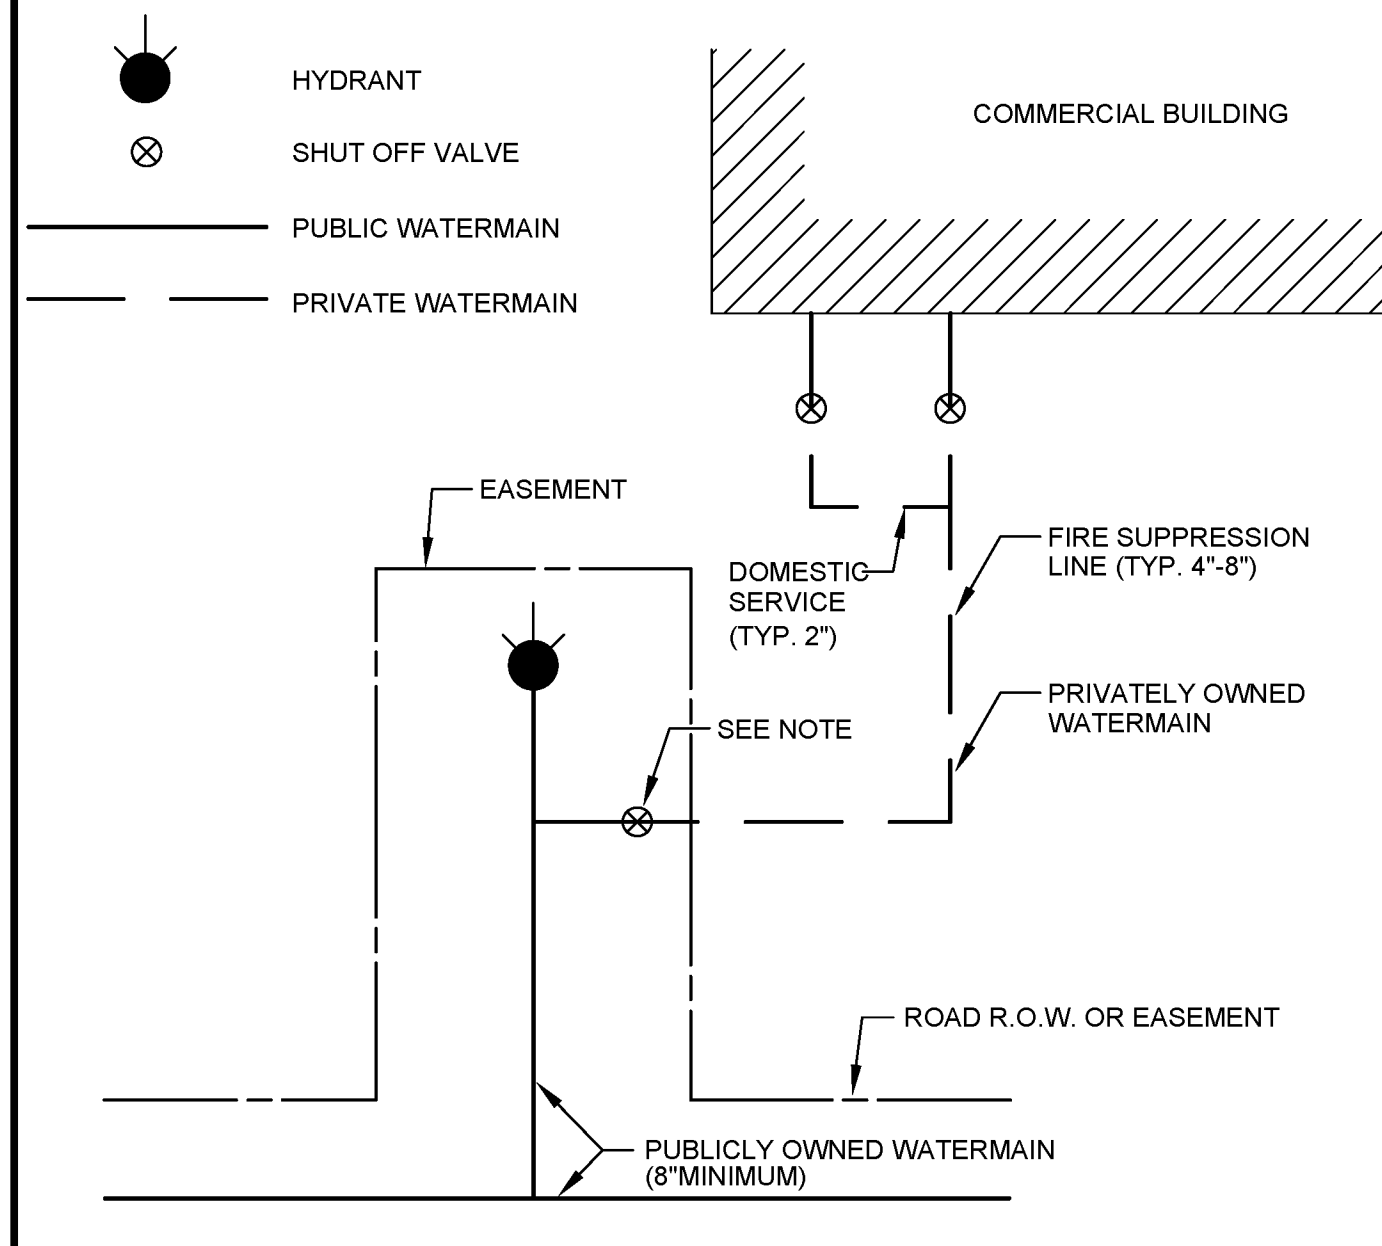 HYDRANT
SHUT OFF VALVE
PUBLIC WATERMAIN
PRIVATE WATERMAIN
COMMERCIAL BUILDING
EASEMENT
DOMESTIC
SERVICE
(TYP. 2")
FIRE SUPPRESSION
LINE (TYP. 4"-8")
PRIVATELY OWNED
WATERMAIN
SEE NOTE
ROAD R.O.W. OR EASEMENT
PUBLICLY OWNED WATERMAIN
(8"MINIMUM)